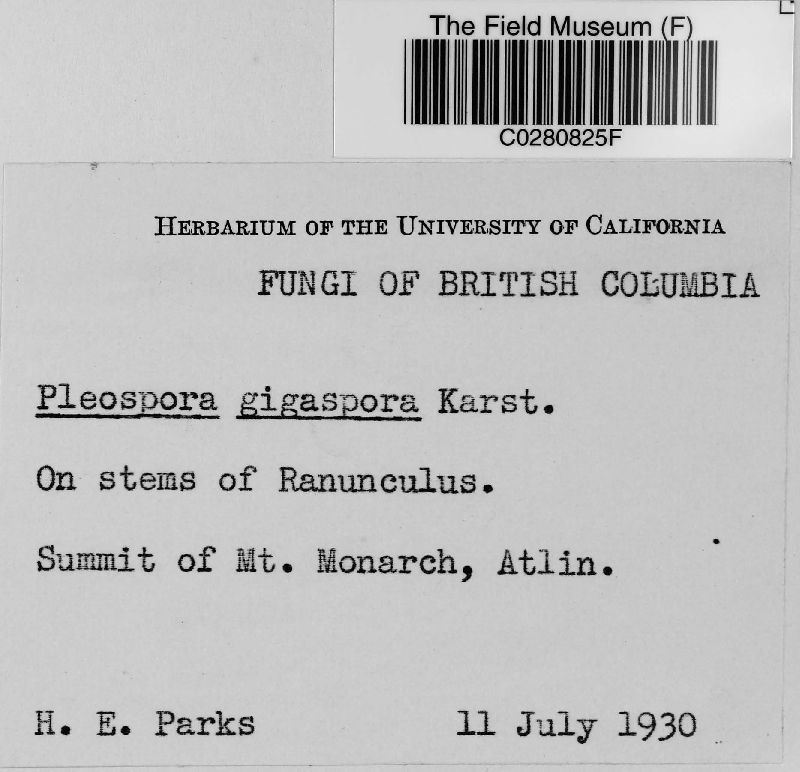 The Field Museum (F)
C0280825F
HERBARIUM OF THE UNIVERSITY OF CALIFORNIA
FUNGI OF BRITISH COLUMBIA
Pleospora gigaspora Karst.
On stems of Ranunculus.
Summit of Mt. Monarch, Atlin.
H. E. Parks 11 July 1930